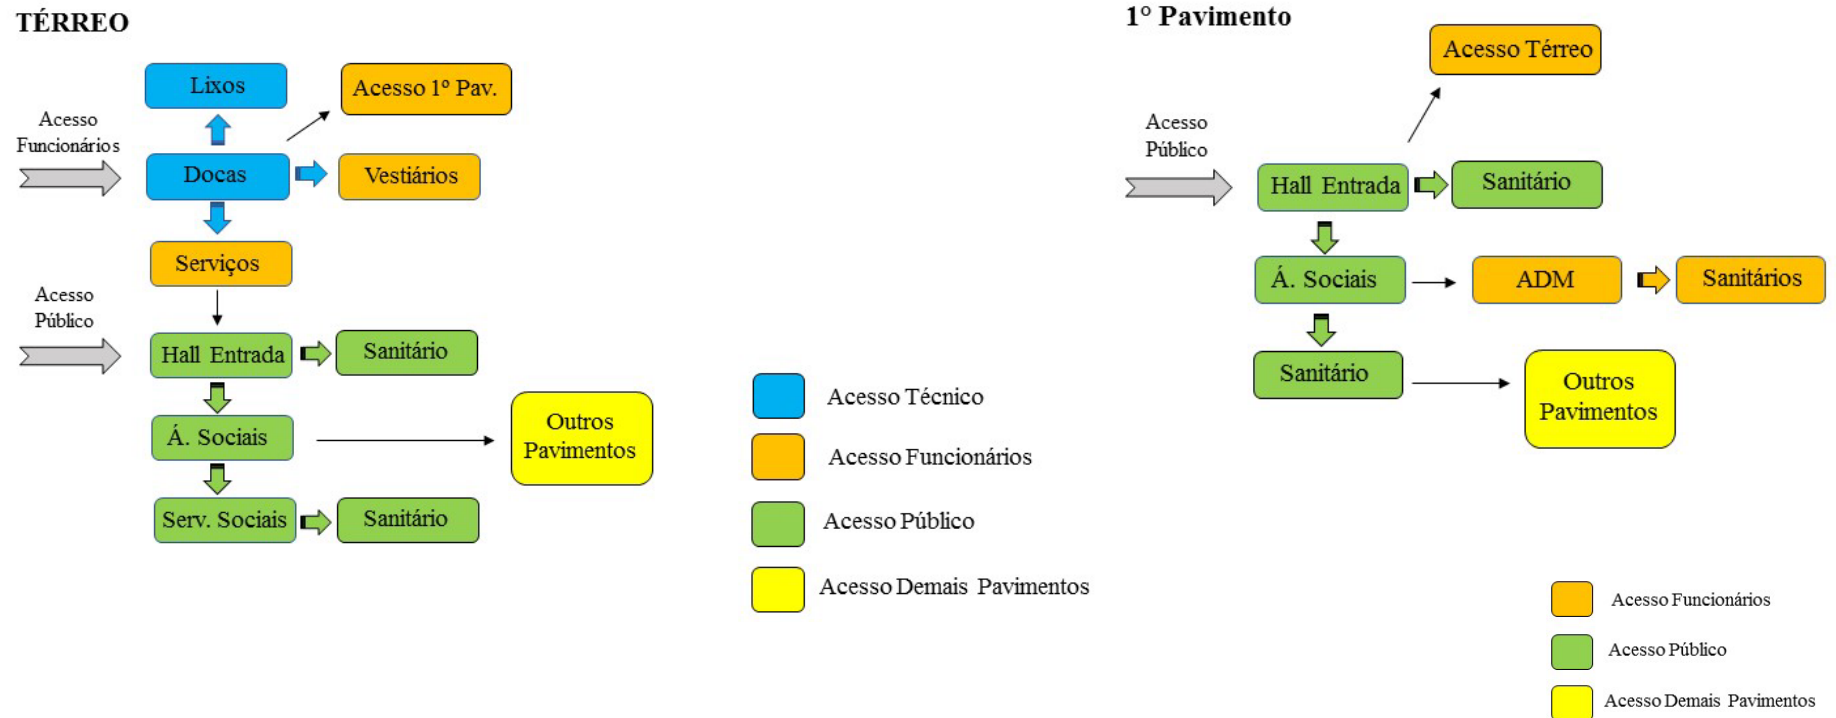 TÉRREO
Lixos
Acesso 1º Pav.
Acesso
Funcionários
Docas
Vestiários
Serviços
Acesso
Público
Hall Entrada
Sanitário
Á. Sociais
Outros
Pavimentos
Serv. Sociais
Sanitário
Acesso Técnico
Acesso Funcionários
Acesso Público
Acesso Demais Pavimentos
1° Pavimento
Acesso Térreo
Acesso
Público
Hall Entrada
Sanitário
Á. Sociais
ADM
Sanitários
Sanitário
Outros
Pavimentos
Acesso Funcionários
Acesso Público
Acesso Demais Pavimentos